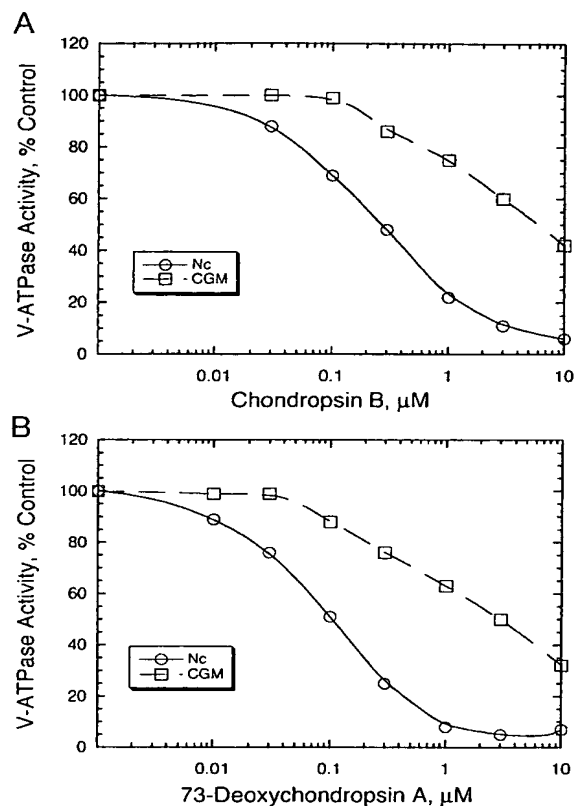 A
V-ATPase Activity, % Control
120
100
80
60
40
20
0
Nc
- CGM
0.01
0.1
1
10
Chondropsin B, μM
B
V-ATPase Activity, % Control
120
100
80
60
40
20
0
Nc
- CGM
0.01
0.1
1
10
73-Deoxychondropsin A, μM